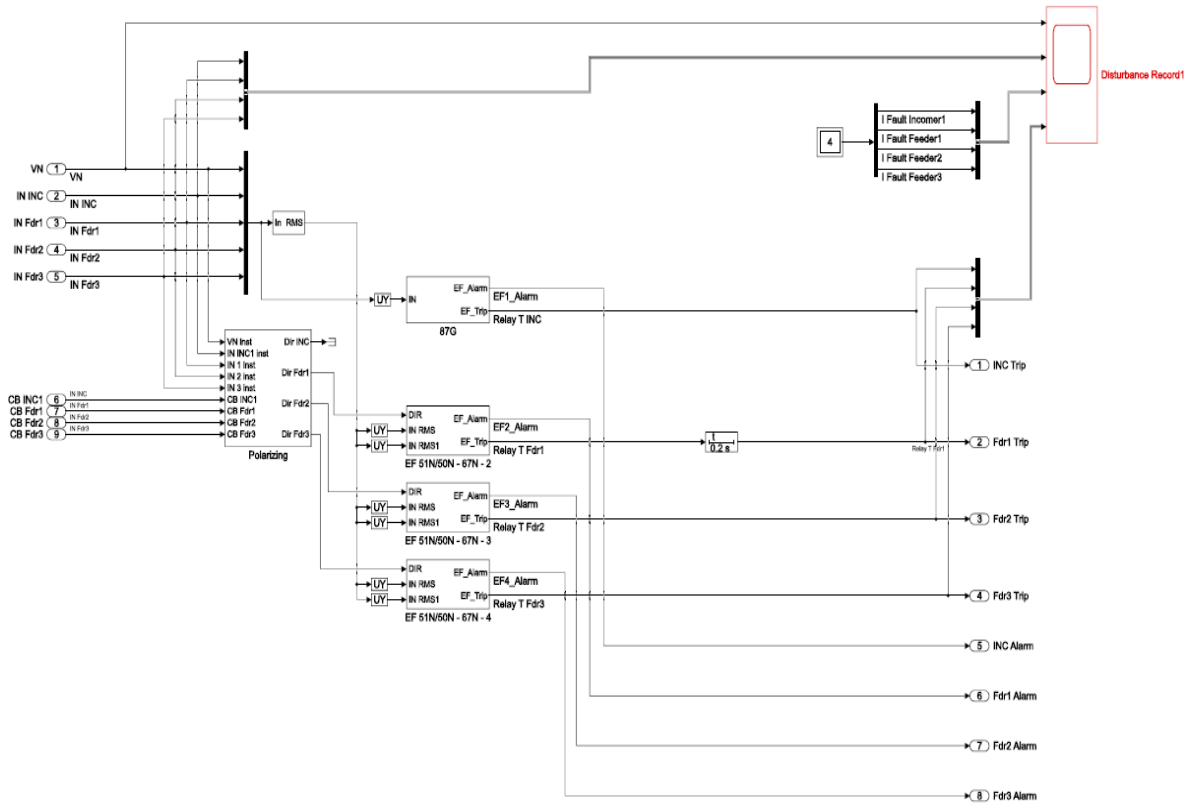 Disturbance Record1
I Fault Incomer1
4
I Fault Feeder1
I Fault Feeder2
I Fault Feeder3
VN 1
VN
IN INC 2
IN INC
IN Fdr1 3
IN Fdr1
IN Fdr2 4
IN Fdr2
IN Fdr3 5
IN Fdr3
In RMS
UY
IN
EF_Alarm
EF_Trip
87G
EF1_Alarm
Relay T INC
1 INC Trip
VN Inst
IN INC1 inst
IN 1 Inst
IN 2 Inst
IN 3 Inst
CB INC1
CB Fdr1
CB Fdr2
CB Fdr3
Dir INC
Dir Fdr1
Dir Fdr2
Dir Fdr3
Polarizing
CB INC1 6
IN INC
CB Fdr1 7
IN Fdr1
CB Fdr2 8
IN Fdr2
CB Fdr3 9
IN Fdr3
UY
UY
DIR
IN RMS
IN RMS1
EF_Alarm
EF_Trip
EF 51N/50N - 67N - 2
EF2_Alarm
Relay T Fdr1
t
0.2 s
Relay T Fdr1
2 Fdr1 Trip
UY
UY
DIR
IN RMS
IN RMS1
EF_Alarm
EF_Trip
EF 51N/50N - 67N - 3
EF3_Alarm
Relay T Fdr2
3 Fdr2 Trip
UY
UY
DIR
IN RMS
IN RMS1
EF_Alarm
EF_Trip
EF 51N/50N - 67N - 4
EF4_Alarm
Relay T Fdr3
4 Fdr3 Trip
5 INC Alarm
6 Fdr1 Alarm
7 Fdr2 Alarm
8 Fdr3 Alarm